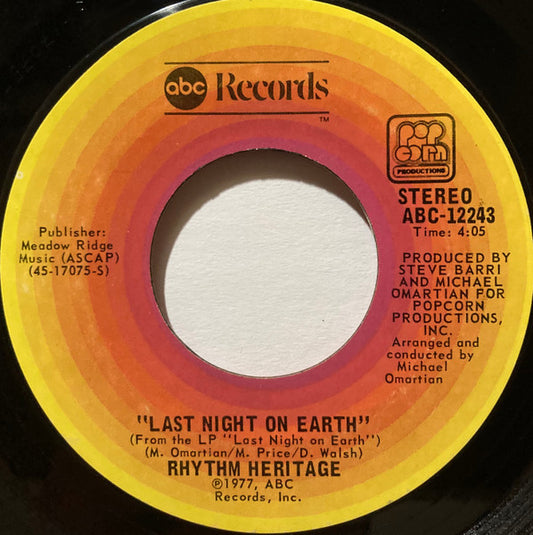 abc Records
TM
POP
CORN
PRODUCTIONS
STEREO
ABC-12243
Time: 4:05
Publisher:
Meadow Ridge
Music (ASCAP)
(45-17075-S)
PRODUCED BY
STEVE BARRI
AND MICHAEL
OMARTIAN FOR
POPCORN
PRODUCTIONS,
INC.
Arranged and
conducted by
Michael
Omartian
"LAST NIGHT ON EARTH"
(From the LP "Last Night on Earth")
(M. Omartian/M. Price/D. Walsh)
RHYTHM HERITAGE
℗1977, ABC
Records, Inc.